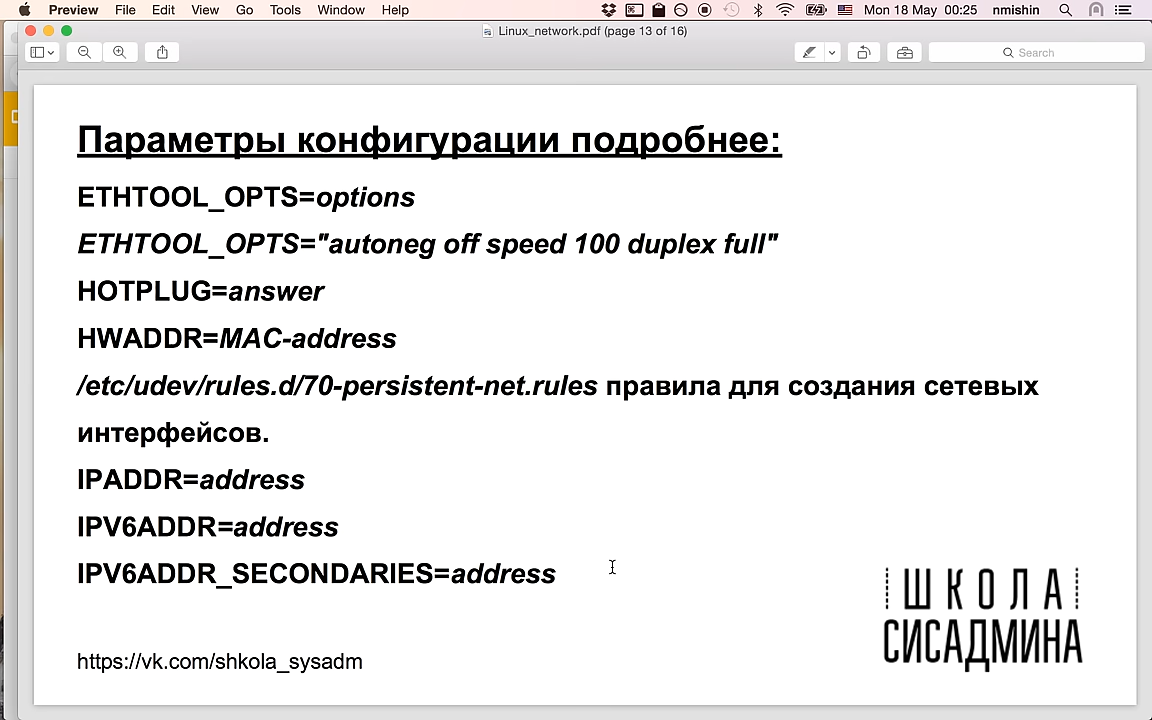 Preview File Edit View Go Tools Window Help Mon 18 May 00:25 nmishin
Linux_network.pdf (page 13 of 16)
Search
Параметры конфигурации подробнее:
ETHTOOL_OPTS=options
ETHTOOL_OPTS="autoneg off speed 100 duplex full"
HOTPLUG=answer
HWADDR=MAC-address
/etc/udev/rules.d/70-persistent-net.rules правила для создания сетевых
интерфейсов.
IPADDR=address
IPV6ADDR=address
IPV6ADDR_SECONDARIES=address
ШКОЛА
СИСАДМИНА
https://vk.com/shkola_sysadm